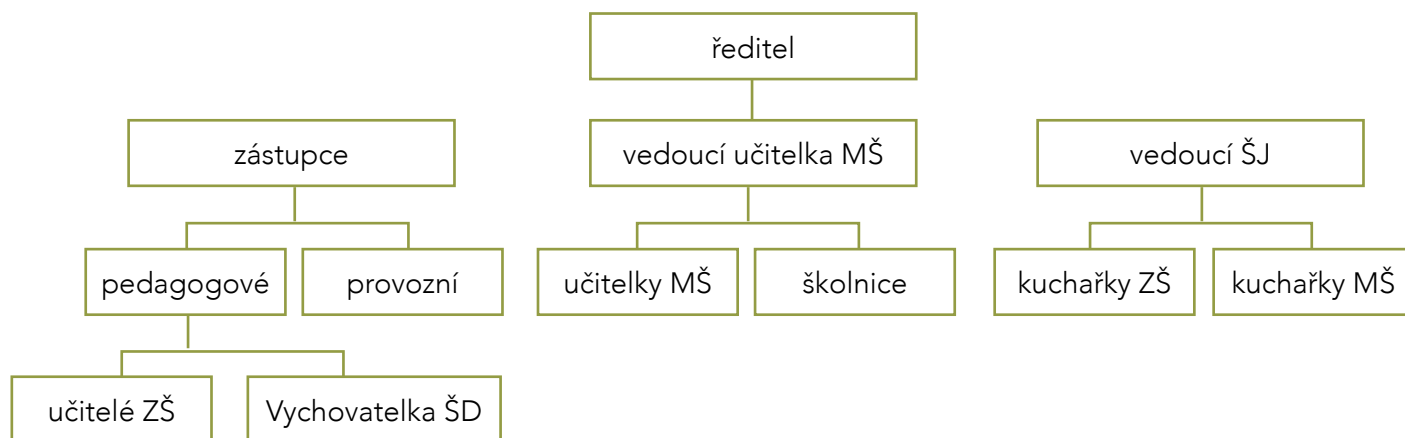 ředitel
zástupce
vedoucí učitelka MŠ
vedoucí ŠJ
pedagogové
provozní
učitelky MŠ
školnice
kuchařky ZŠ
kuchařky MŠ
učitelé ZŠ
Vychovatelka ŠD